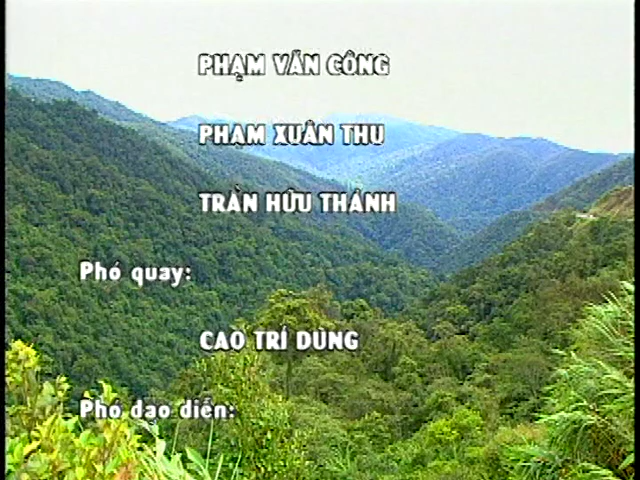 PHẠM VĂN CÔNG
PHẠM XUÂN THU
TRẦN HỮU THÀNH
Phó quay:
CAO TRÍ DŨNG
Phó đạo diễn: